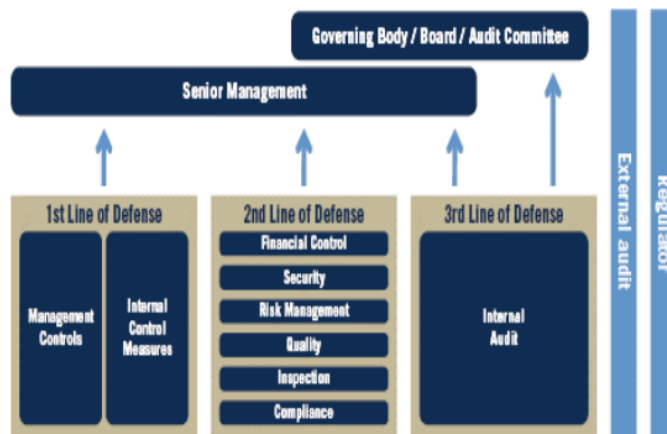 Governing Body / Board / Audit Committee
Senior Management
1st Line of Defense
Management
Controls
Internal
Control
Measures
2nd Line of Defense
Financial Control
Security
Risk Management
Quality
Inspection
Compliance
3rd Line of Defense
Internal
Audit
External audit
Regulator